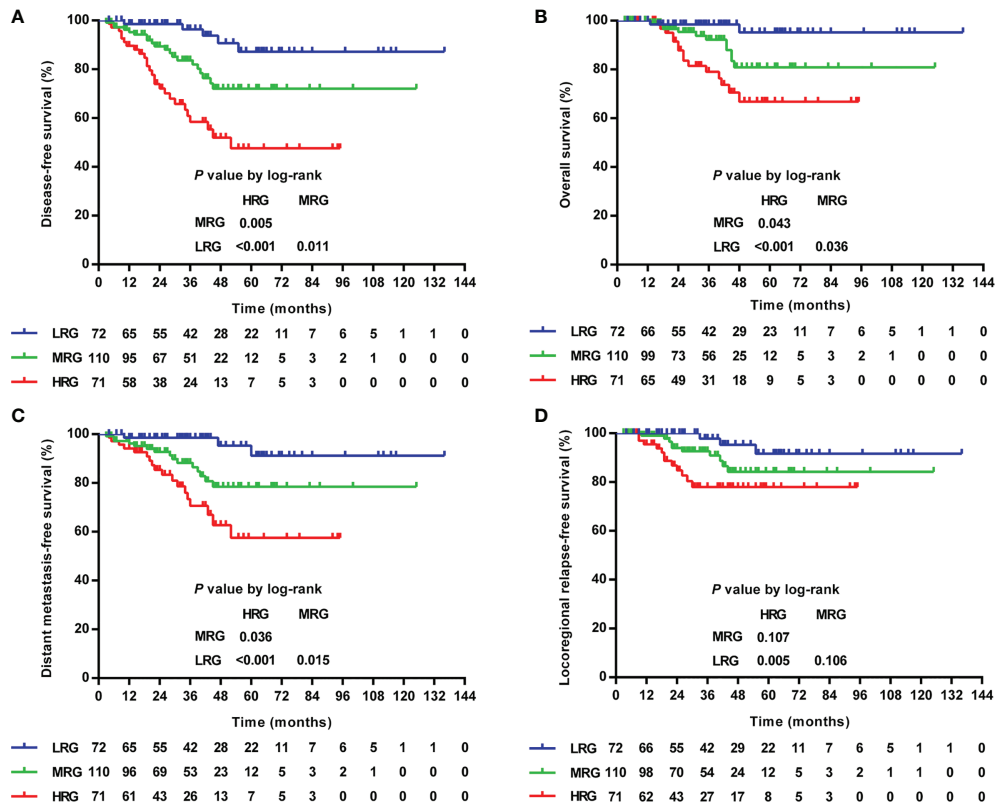 A
Disease-free survival (%)
100
80
60
40
20
0
P value by log-rank
HRG MRG
MRG 0.005
LRG <0.001 0.011
0 12 24 36 48 60 72 84 96 108 120 132 144
Time (months)
LRG 72 65 55 42 28 22 11 7 6 5 1 1 0
MRG 110 95 67 51 22 12 5 3 2 1 0 0 0
HRG 71 58 38 24 13 7 5 3 0 0 0 0 0
B
Overall survival (%)
100
80
60
40
20
0
P value by log-rank
HRG MRG
MRG 0.043
LRG <0.001 0.036
0 12 24 36 48 60 72 84 96 108 120 132 144
Time (months)
LRG 72 66 55 42 29 23 11 7 6 5 1 1 0
MRG 110 99 73 56 25 12 5 3 2 1 0 0 0
HRG 71 65 49 31 18 9 5 3 0 0 0 0 0
C
Distant metastasis-free survival (%)
100
80
60
40
20
0
P value by log-rank
HRG MRG
MRG 0.036
LRG <0.001 0.015
0 12 24 36 48 60 72 84 96 108 120 132 144
Time (months)
LRG 72 65 55 42 28 22 11 7 6 5 1 1 0
MRG 110 96 69 53 23 12 5 3 2 1 0 0 0
HRG 71 61 43 26 13 7 5 3 0 0 0 0 0
D
Locoregional relapse-free survival (%)
100
80
60
40
20
0
P value by log-rank
HRG MRG
MRG 0.107
LRG 0.005 0.106
0 12 24 36 48 60 72 84 96 108 120 132 144
Time (months)
LRG 72 66 55 42 29 22 11 7 6 5 1 1 0
MRG 110 98 70 54 24 12 5 3 2 1 1 0 0
HRG 71 62 43 27 17 8 5 3 0 0 0 0 0